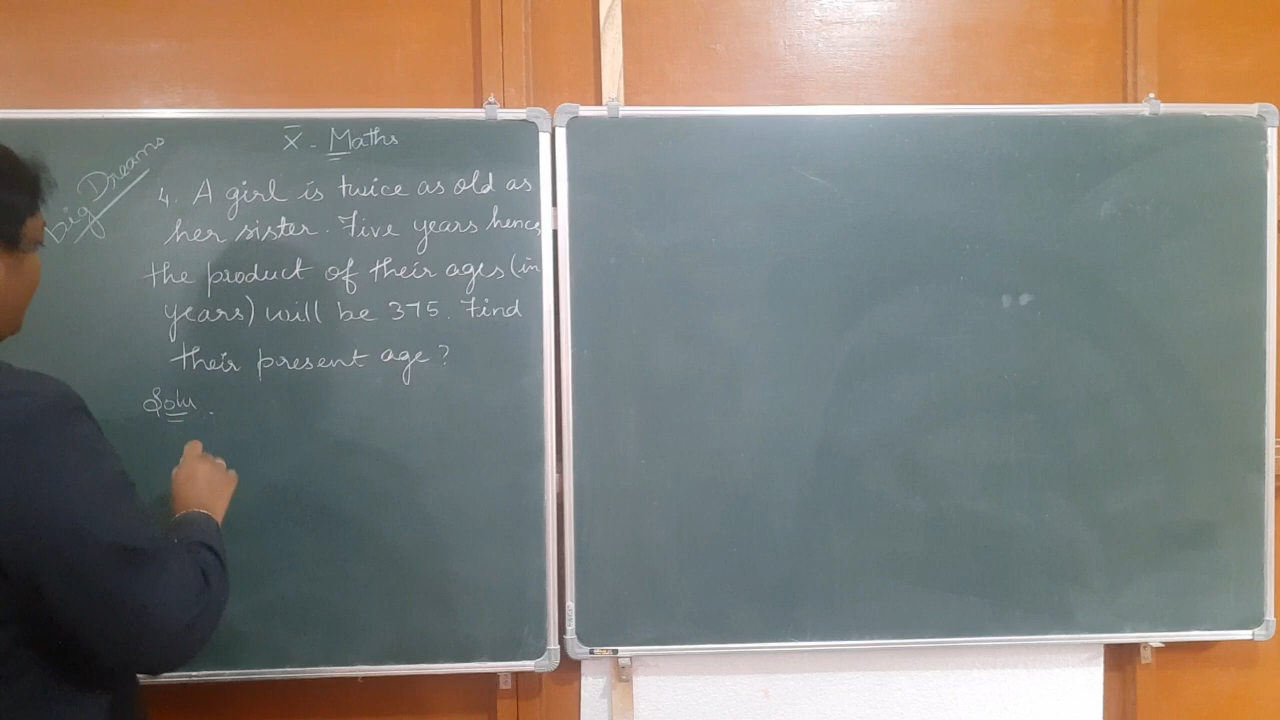 Big Dreams
X - Maths
4. A girl is twice as old as
her sister. Five years hence
the product of their ages (in
years) will be 375. Find
their present age?
Solu.